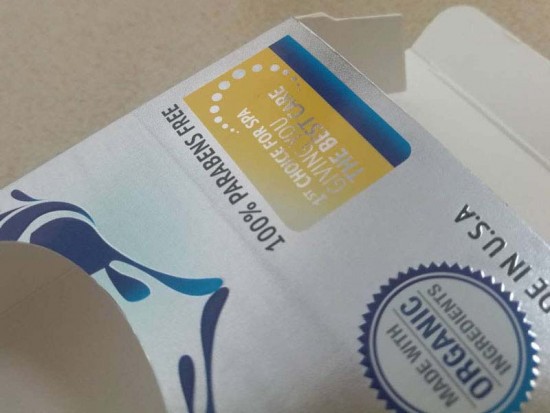 1ST CHOICE FOR SPA
GIVING YOU
THE BEST CARE
100% PARABENS FREE
DE IN U.S.A
MADE WITH
ORGANIC
INGREDIENTS